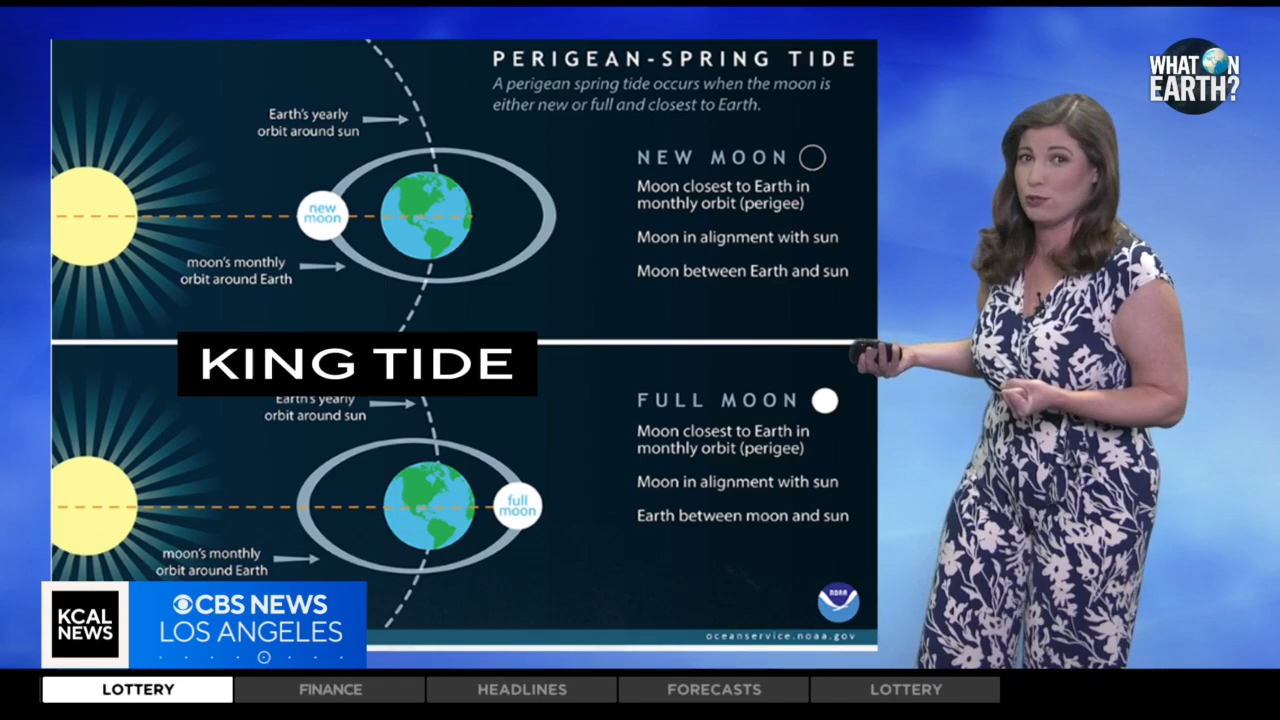 PERIGEAN-SPRING TIDE
A perigean spring tide occurs when the moon is
either new or full and closest to Earth.
WHAT ON
EARTH?
Earth's yearly
orbit around sun
NEW MOON
Moon closest to Earth in
monthly orbit (perigee)
Moon in alignment with sun
Moon between Earth and sun
new
moon
moon's monthly
orbit around Earth
KING TIDE
Earth's yearly
orbit around sun
FULL MOON
Moon closest to Earth in
monthly orbit (perigee)
Moon in alignment with sun
Earth between moon and sun
full
moon
moon's monthly
orbit around Earth
NOAA
oceanservice.noaa.gov
KCAL
NEWS
CBS NEWS
LOS ANGELES
LOTTERY
FINANCE
HEADLINES
FORECASTS
LOTTERY